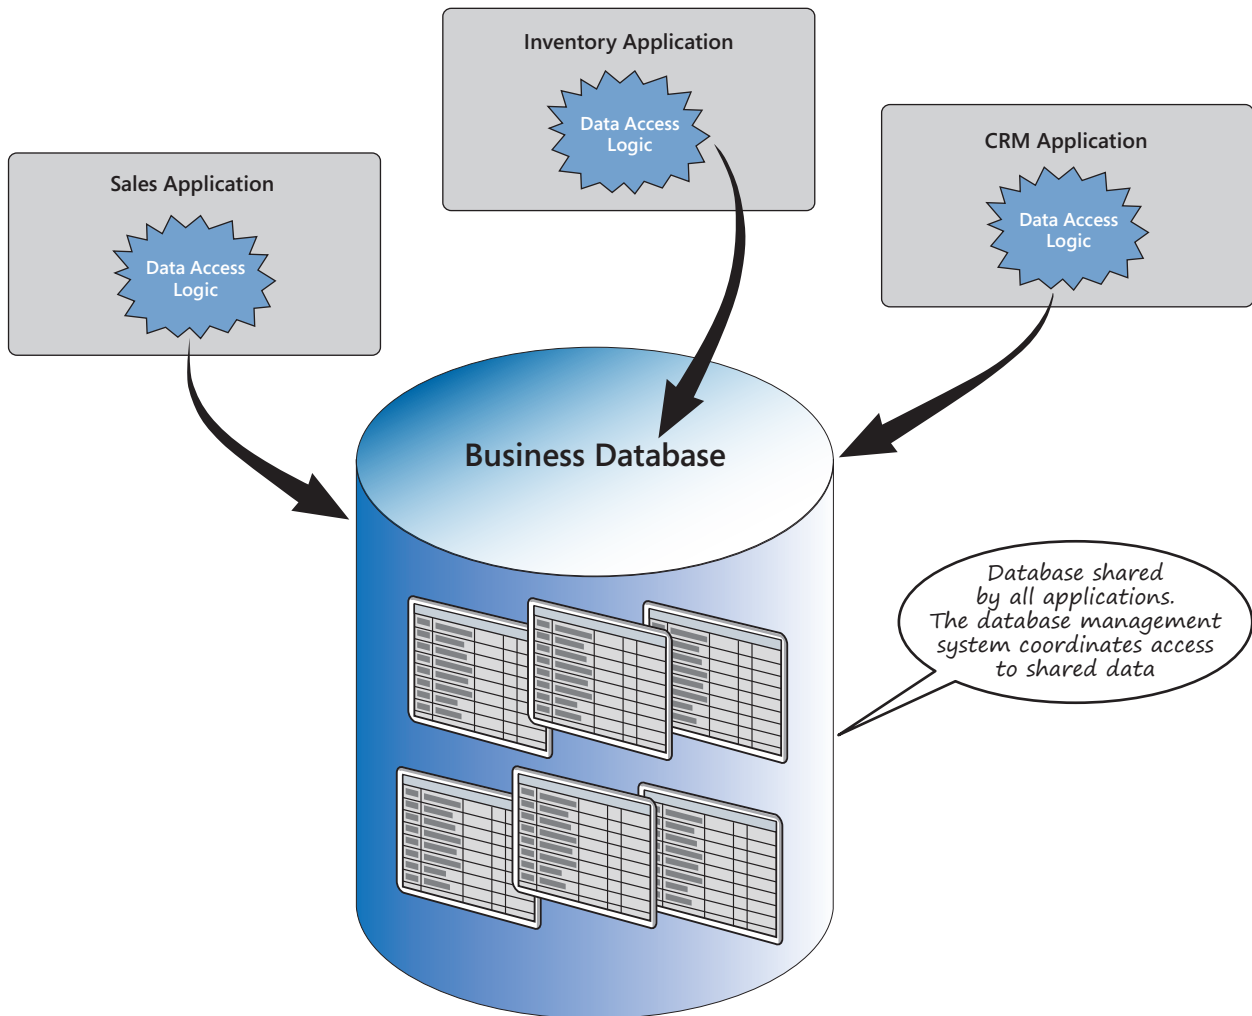 Inventory Application
Data Access
Logic
CRM Application
Data Access
Logic
Sales Application
Data Access
Logic
Business Database
Database shared
by all applications.
The database management
system coordinates access
to shared data